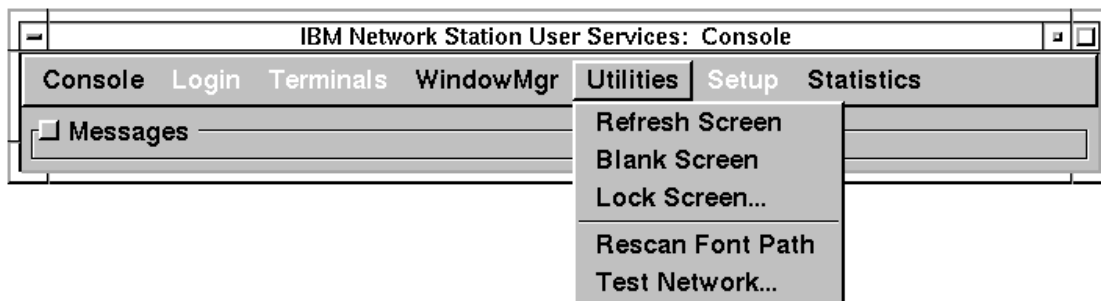 IBM Network Station User Services: Console
Console Login Terminals WindowMgr Utilities Setup Statistics
Messages
Refresh Screen
Blank Screen
Lock Screen...
Rescan Font Path
Test Network...